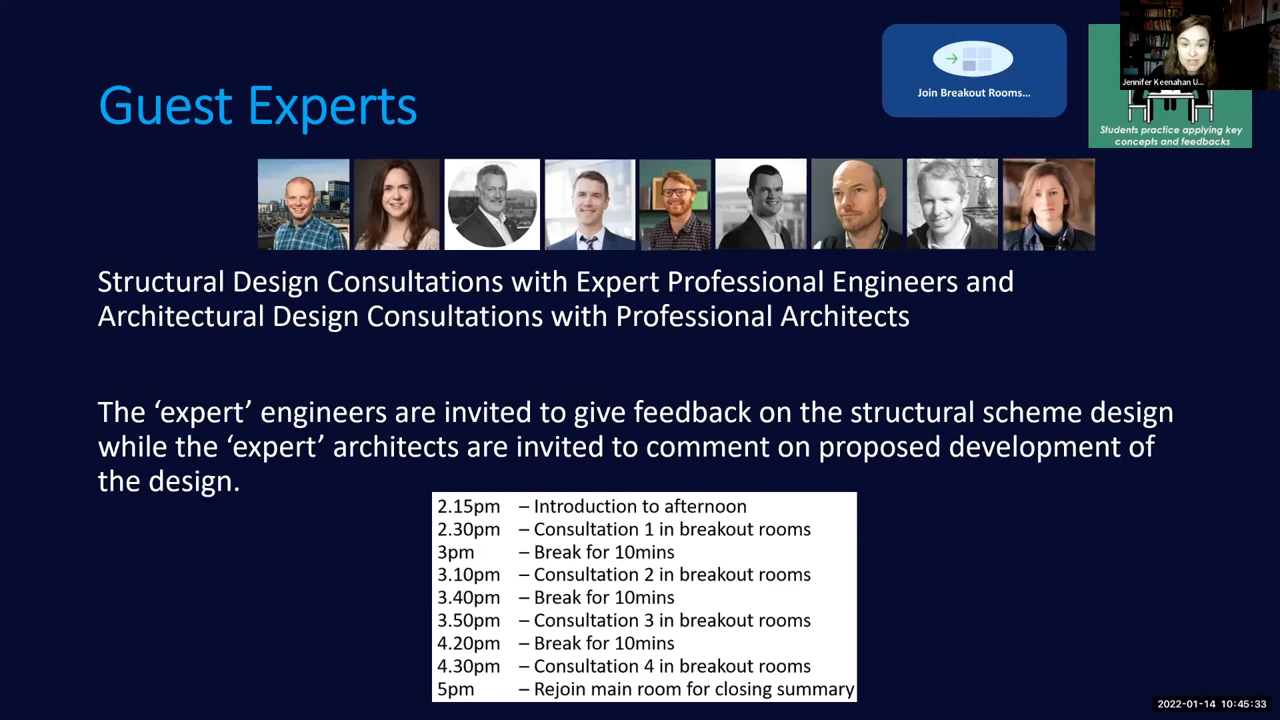 Guest Experts
Join Breakout Rooms...
Jennifer Keenahan U...
Students practice applying key
concepts and feedbacks
Structural Design Consultations with Expert Professional Engineers and
Architectural Design Consultations with Professional Architects
The ‘expert’ engineers are invited to give feedback on the structural scheme design
while the ‘expert’ architects are invited to comment on proposed development of
the design.
2.15pm – Introduction to afternoon
2.30pm – Consultation 1 in breakout rooms
3pm – Break for 10mins
3.10pm – Consultation 2 in breakout rooms
3.40pm – Break for 10mins
3.50pm – Consultation 3 in breakout rooms
4.20pm – Break for 10mins
4.30pm – Consultation 4 in breakout rooms
5pm – Rejoin main room for closing summary
2022-01-14 10:45:33